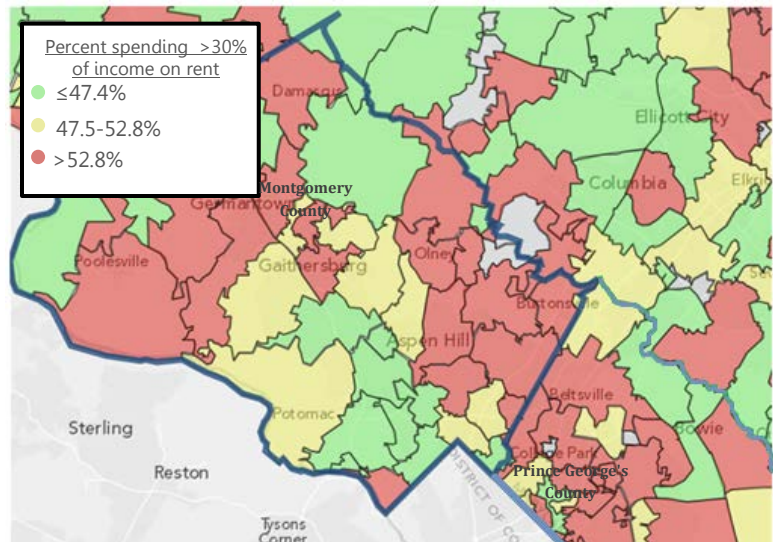 Percent spending >30%
of income on rent
≤47.4%
47.5-52.8%
>52.8%
Damascus
Ellicott City
Montgomery
County
Germantown
Columbia
Elkri
Poolesville
Gaithersburg
Olney
Burtonsville
Aspen Hill
Potomac
Beltsville
Sterling
Bowie
Reston
College Park
Prince George's
County
DISTRICT OF CO
Tysons
Corner